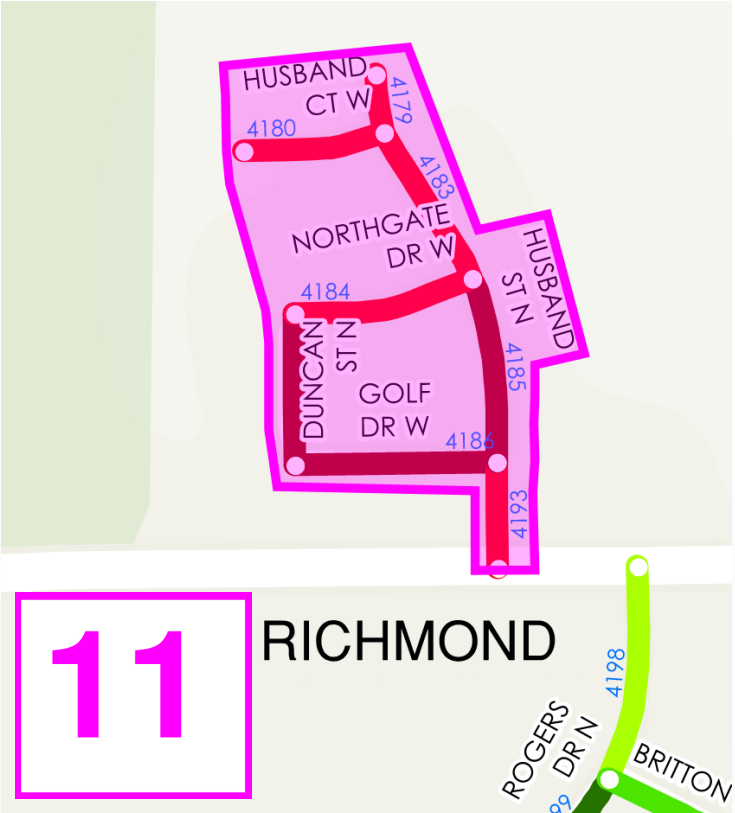 HUSBAND
CT W
4179
4180
4183
NORTHGATE
DR W
HUSBAND
ST N
4184
DUNCAN
ST N
4185
GOLF
DR W
4186
4193
11
RICHMOND
4198
ROGERS
DR N
BRITTON
99